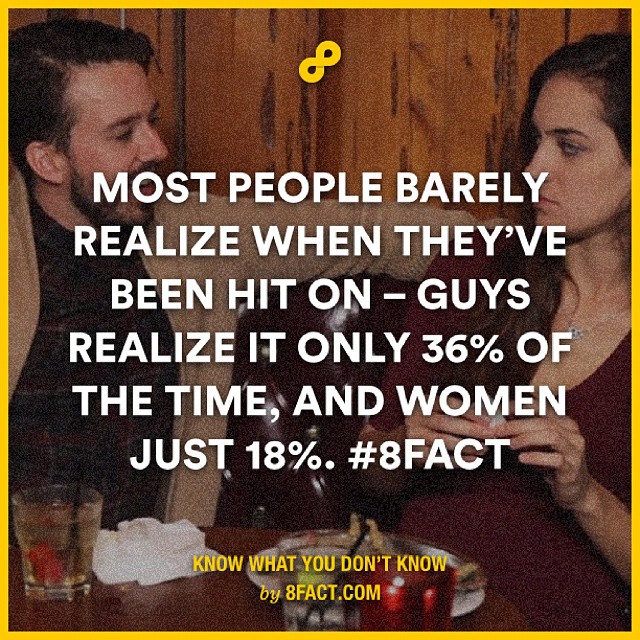 MOST PEOPLE BARELY
REALIZE WHEN THEY’VE
BEEN HIT ON – GUYS
REALIZE IT ONLY 36% OF
THE TIME, AND WOMEN
JUST 18%. #8FACT
KNOW WHAT YOU DON’T KNOW
by 8FACT.COM